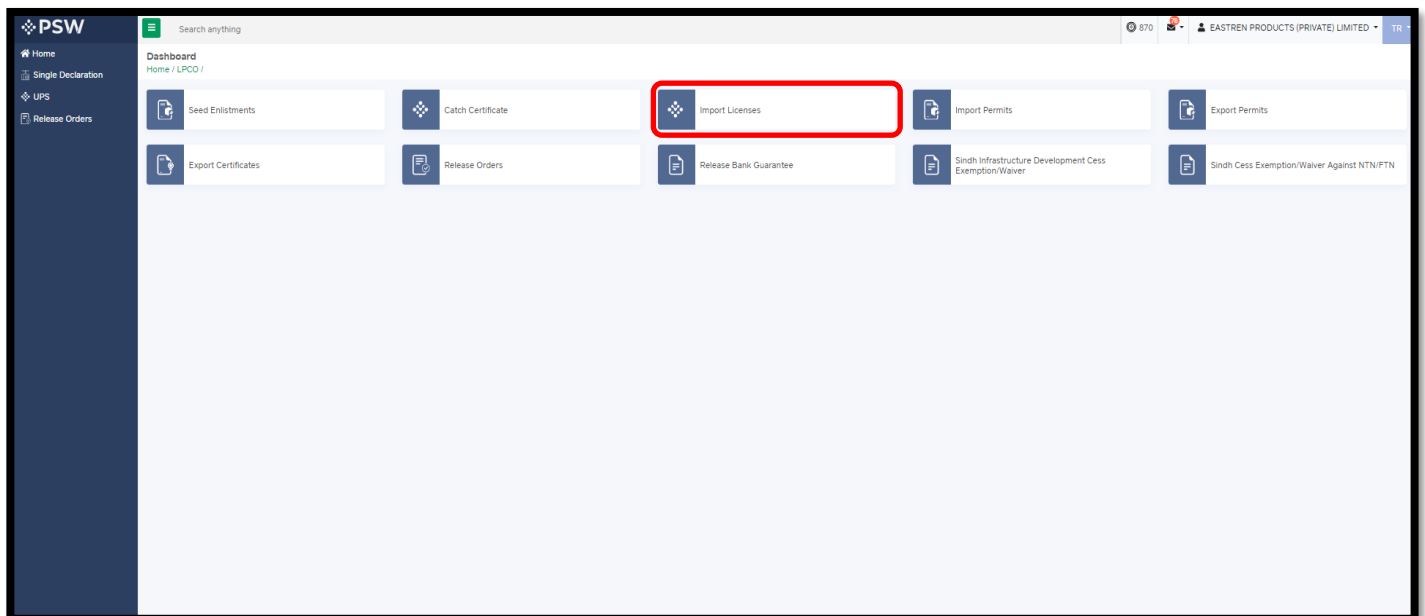 PSW
Search anything
870
78
EASTREN PRODUCTS (PRIVATE) LIMITED
TR
Home
Single Declaration
UPS
Release Orders
Dashboard
Home / LPCO /
Seed Enlistments
Catch Certificate
Import Licenses
Import Permits
Export Permits
Export Certificates
Release Orders
Release Bank Guarantee
Sindh Infrastructure Development Cess
Exemption/Waiver
Sindh Cess Exemption/Waiver Against NTN/FTN